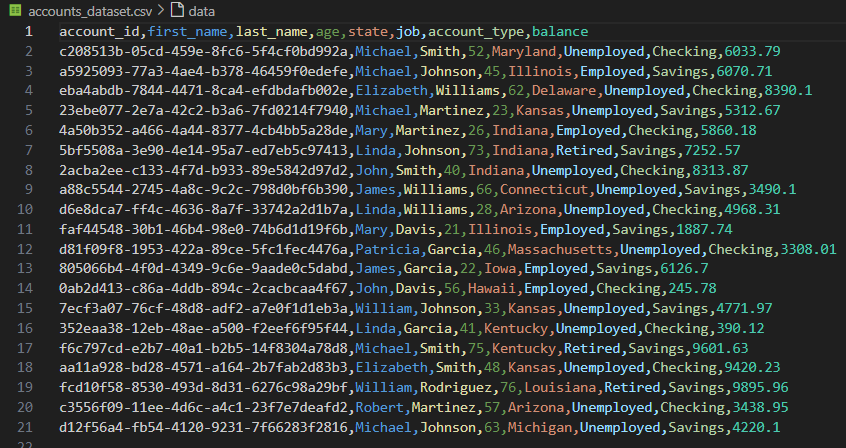 accounts_dataset.csv > data
1 account_id,first_name,last_name,age,state,job,account_type,balance
2 c208513b-05cd-459e-8fc6-5f4cf0bd992a,Michael,Smith,52,Maryland,Unemployed,Checking,6033.79
3 a5925093-77a3-4ae4-b378-46459f0edefe,Michael,Johnson,45,Illinois,Employed,Savings,6070.71
4 eba4abdb-7844-4471-8ca4-efdbdafb002e,Elizabeth,Williams,62,Delaware,Unemployed,Checking,8390.1
5 23ebe077-2e7a-42c2-b3a6-7fd0214f7940,Michael,Martinez,23,Kansas,Unemployed,Savings,5312.67
6 4a50b352-a466-4a44-8377-4cb4bb5a28de,Mary,Martinez,26,Indiana,Employed,Checking,5860.18
7 5bf5508a-3e90-4e14-95a7-ed7eb5c97413,Linda,Johnson,73,Indiana,Retired,Savings,7252.57
8 2acba2ee-c133-4f7d-b933-89e5842d97d2,John,Smith,40,Indiana,Unemployed,Checking,8313.87
9 a88c5544-2745-4a8c-9c2c-798d0bf6b390,James,Williams,66,Connecticut,Unemployed,Savings,3490.1
10 d6e8dca7-ff4c-4636-8a7f-33742a2d1b7a,Linda,Williams,28,Arizona,Unemployed,Checking,4968.31
11 faf44548-30b1-46b4-98e0-74b6d1d19f6b,Mary,Davis,21,Illinois,Employed,Savings,1887.74
12 d81f09f8-1953-422a-89ce-5fc1fec4476a,Patricia,Garcia,46,Massachusetts,Unemployed,Checking,3308.01
13 805066b4-4f0d-4349-9c6e-9aade0c5dabd,James,Garcia,22,Iowa,Employed,Savings,6126.7
14 0ab2d413-c86a-4ddb-894c-2cacbcaa4f67,John,Davis,56,Hawaii,Employed,Checking,245.78
15 7ecf3a07-76cf-48d8-adf2-a7e0f1d1eb3a,William,Johnson,33,Kansas,Unemployed,Savings,4771.97
16 352eaa38-12eb-48ae-a500-f2eef6f95f44,Linda,Garcia,41,Kentucky,Unemployed,Checking,390.12
17 f6c797cd-e2b7-40a1-b2b5-14f8304a78d8,Michael,Smith,75,Kentucky,Retired,Savings,9601.63
18 aa11a928-bd28-4571-a164-2b7fab2d83b3,Elizabeth,Smith,48,Kansas,Unemployed,Checking,9420.23
19 fcd10f58-8530-493d-8d31-6276c98a29bf,William,Rodriguez,76,Louisiana,Retired,Savings,9895.96
20 c3556f09-11ee-4d6c-a4c1-23f7e7deafd2,Robert,Martinez,57,Arizona,Unemployed,Checking,3438.95
21 d12f56a4-fb54-4120-9231-7f66283f2816,Michael,Johnson,63,Michigan,Unemployed,Savings,4220.1
22